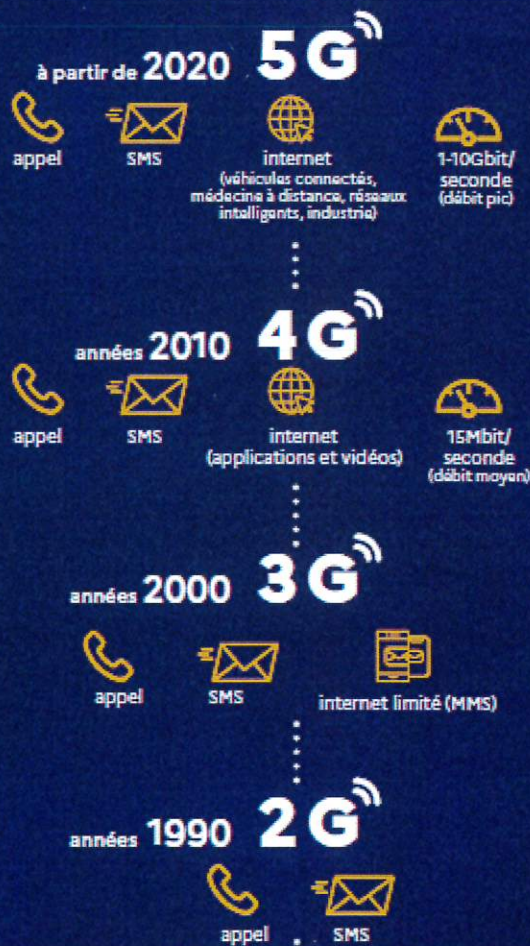 à partir de 2020 5G
appel
SMS
internet
(véhicules connectés,
médecine à distance, réseaux
intelligents, industrie)
1-10Gbit/
seconde
(débit pic)
années 2010 4G
appel
SMS
internet
(applications et vidéos)
15Mbit/
seconde
(débit moyen)
années 2000 3G
appel
SMS
internet limité (MMS)
années 1990 2G
appel
SMS